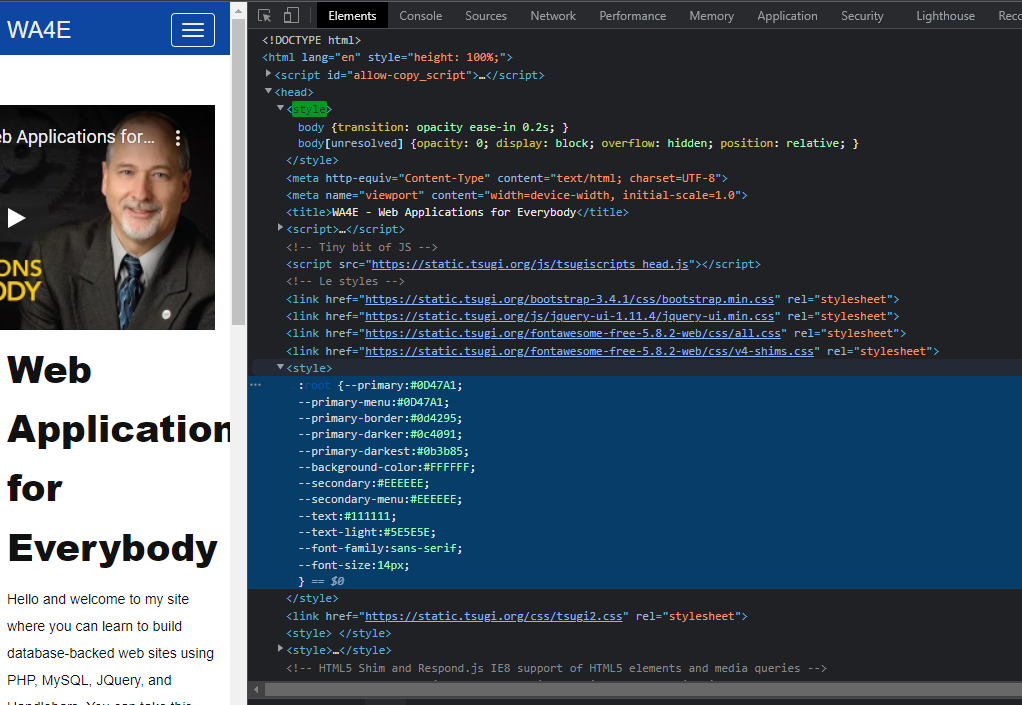 WA4E
eb Applications for...
ONS
ODY
Web
Application
for
Everybody
Hello and welcome to my site
where you can learn to build
database-backed web sites using
PHP, MySQL, JQuery, and
Elements Console Sources Network Performance Memory Application Security Lighthouse Reco
<!DOCTYPE html>
<html lang="en" style="height: 100%;">
<script id="allow-copy_script">…</script>
<head>
<style>
body {transition: opacity ease-in 0.2s; }
body[unresolved] {opacity: 0; display: block; overflow: hidden; position: relative; }
</style>
<meta http-equiv="Content-Type" content="text/html; charset=UTF-8">
<meta name="viewport" content="width=device-width, initial-scale=1.0">
<title>WA4E - Web Applications for Everybody</title>
<script>…</script>
<!-- Tiny bit of JS -->
<script src="https://static.tsugi.org/js/tsugiscripts_head.js"></script>
<!-- Le styles -->
<link href="https://static.tsugi.org/bootstrap-3.4.1/css/bootstrap.min.css" rel="stylesheet">
<link href="https://static.tsugi.org/js/jquery-ui-1.11.4/jquery-ui.min.css" rel="stylesheet">
<link href="https://static.tsugi.org/fontawesome-free-5.8.2-web/css/all.css" rel="stylesheet">
<link href="https://static.tsugi.org/fontawesome-free-5.8.2-web/css/v4-shims.css" rel="stylesheet">
<style>
:root {--primary:#0D47A1;
--primary-menu:#0D47A1;
--primary-border:#0d4295;
--primary-darker:#0c4091;
--primary-darkest:#0b3b85;
--background-color:#FFFFFF;
--secondary:#EEEEEE;
--secondary-menu:#EEEEEE;
--text:#111111;
--text-light:#5E5E5E;
--font-family:sans-serif;
--font-size:14px;
} == $0
</style>
<link href="https://static.tsugi.org/css/tsugi2.css" rel="stylesheet">
<style> </style>
<style>…</style>
<!-- HTML5 Shim and Respond.js IE8 support of HTML5 elements and media queries -->